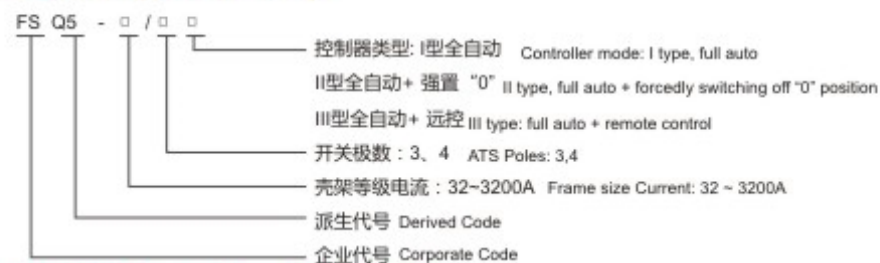 FS Q5 - □ / □ □
控制器类型: I型全自动 Controller mode: I type, full auto
II型全自动+ 强置 “0” II type, full auto + forcedly switching off “0” position
III型全自动+ 远控 III type: full auto + remote control
开关极数：3、4 ATS Poles: 3,4
壳架等级电流：32~3200A Frame size Current: 32 ~ 3200A
派生代号 Derived Code
企业代号 Corporate Code